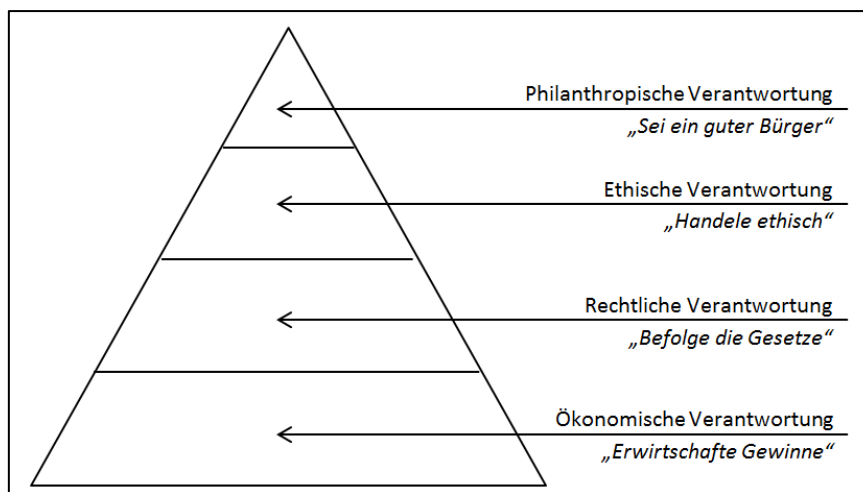 Philanthropische Verantwortung
„Sei ein guter Bürger“
Ethische Verantwortung
„Handele ethisch“
Rechtliche Verantwortung
„Befolge die Gesetze“
Ökonomische Verantwortung
„Erwirtschafte Gewinne“